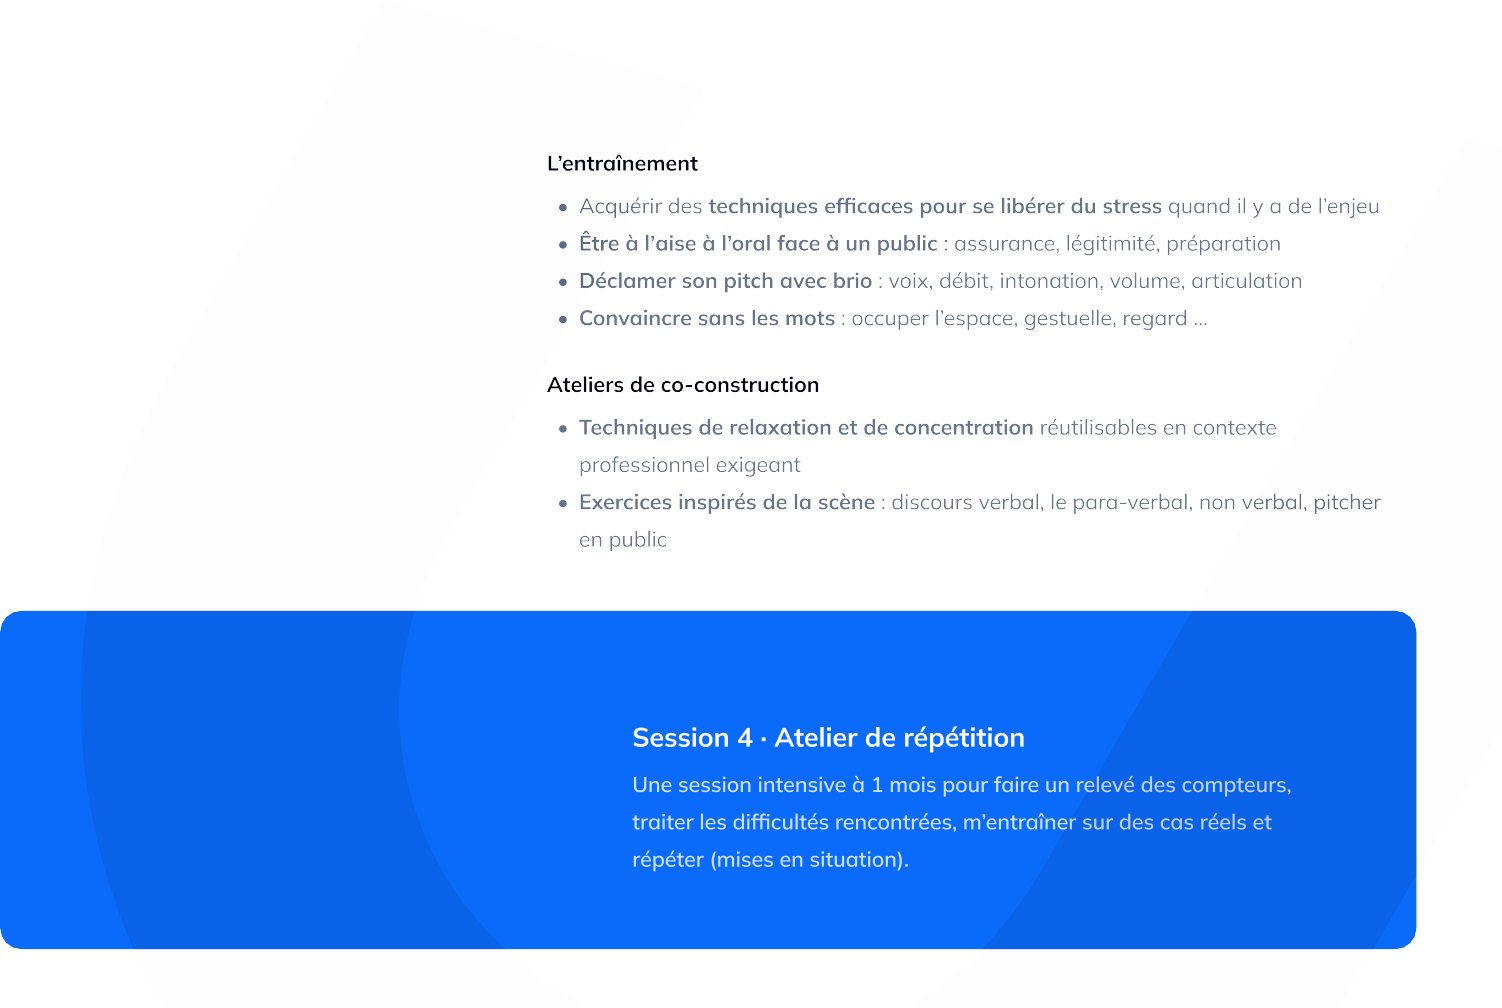 L’entraînement
• Acquérir des techniques efficaces pour se libérer du stress quand il y a de l’enjeu
• Être à l’aise à l’oral face à un public : assurance, légitimité, préparation
• Déclamer son pitch avec brio : voix, débit, intonation, volume, articulation
• Convaincre sans les mots : occuper l’espace, gestuelle, regard ...
Ateliers de co-construction
• Techniques de relaxation et de concentration réutilisables en contexte
professionnel exigeant
• Exercices inspirés de la scène : discours verbal, le para-verbal, non verbal, pitcher
en public
Session 4 · Atelier de répétition
Une session intensive à 1 mois pour faire un relevé des compteurs,
traiter les difficultés rencontrées, m’entraîner sur des cas réels et
répéter (mises en situation).